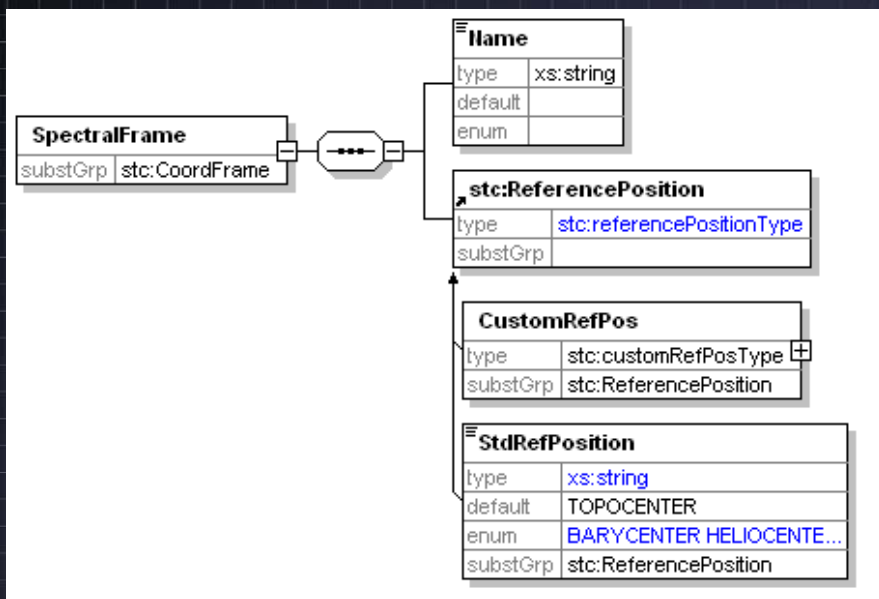 SpectralFrame
substGrp stc:CoordFrame
Name
type xs:string
default
enum
stc:ReferencePosition
type stc:referencePositionType
substGrp
CustomRefPos
type stc:customRefPosType
substGrp stc:ReferencePosition
StdRefPosition
type xs:string
default TOPOCENTER
enum BARYCENTER HELIOCENTE...
substGrp stc:ReferencePosition